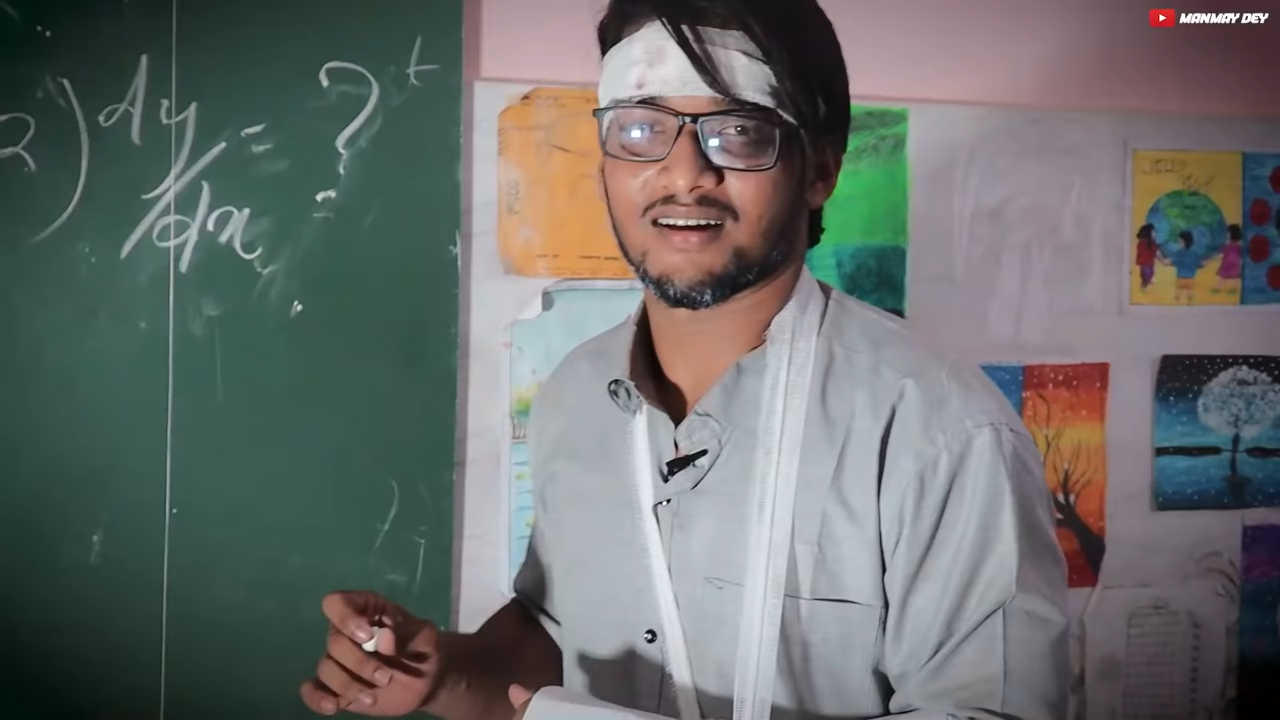 MANMAY DEY
2) dy/dx = ?